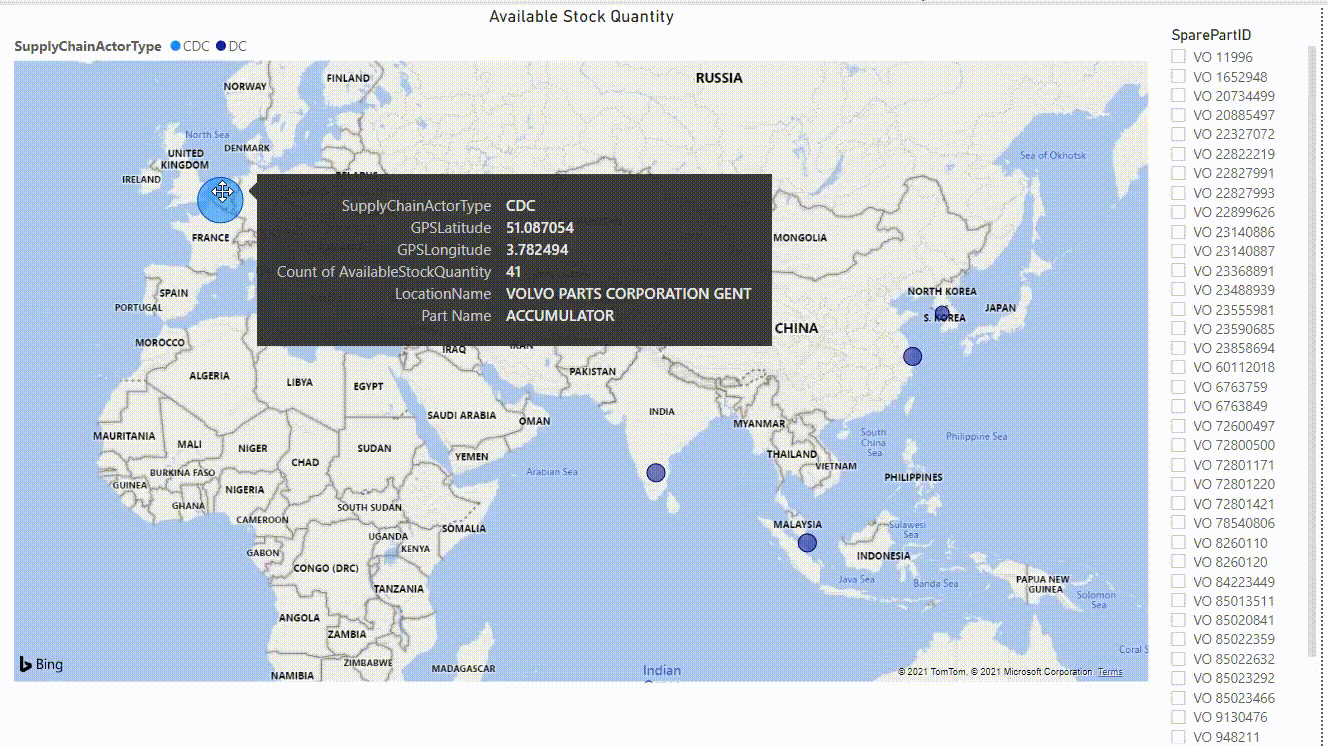 Available Stock Quantity
SupplyChainActorType CDC DC
SparePartID
VO 11996
VO 1652948
VO 20734499
VO 20885497
VO 22327072
VO 22822219
VO 22827991
VO 22827993
VO 22899626
VO 23140886
VO 23140887
VO 23368891
VO 23488939
VO 23555981
VO 23590685
VO 23858694
VO 60112018
VO 6763759
VO 6763849
VO 72600497
VO 72800500
VO 72801171
VO 72801220
VO 72801421
VO 78540806
VO 8260110
VO 8260120
VO 84223449
VO 85013511
VO 85020841
VO 85022359
VO 85022632
VO 85023292
VO 85023466
VO 9130476
VO 948211
SupplyChainActorType CDC
GPSLatitude 51.087054
GPSLongitude 3.782494
Count of AvailableStockQuantity 41
LocationName VOLVO PARTS CORPORATION GENT
Part Name ACCUMULATOR
RUSSIA
FINLAND
NORWAY
North Sea
DENMARK
UNITED
KINGDOM
IRELAND
Sea of Okhotsk
FRANCE
MONGOLIA
SPAIN
PORTUGAL
NORTH KOREA
JAPAN
S. KOREA
CHINA
MOROCCO
IRAQ
IRAN
PAKISTAN
ALGERIA
LIBYA
EGYPT
SAUDI ARABIA
OMAN
INDIA
MYANMAR
MAURITANIA
MALI
NIGER
CHAD
SUDAN
YEMEN
Arabian Sea
THAILAND
VIETNAM
South
China
Sea
Philippine Sea
PHILIPPINES
BURKINA FASO
GUINEA
GHANA
NIGERIA
CAMEROON
SOUTH SUDAN
SOMALIA
UGANDA
KENYA
GABON
CONGO (DRC)
TANZANIA
MALAYSIA
INDONESIA
Sulawesi
Sea
Java Sea
Banda Sea
PAPUA NEW
GUINEA
Solomon
Sea
ANGOLA
ZAMBIA
ZIMBABWE
NAMIBIA
MADAGASCAR
Indian
Coral S
Bing
© 2021 TomTom, © 2021 Microsoft Corporation Terms